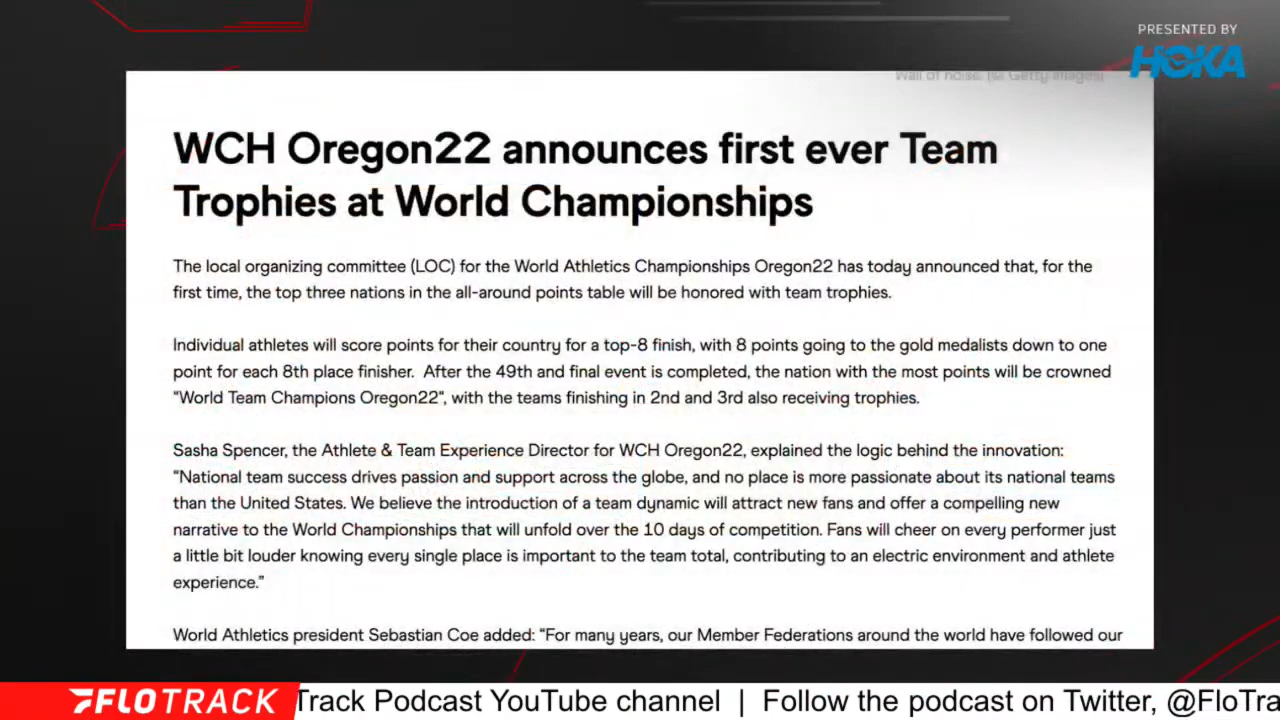 PRESENTED BY
HOKA
Wall of noise. (© Getty Images)
WCH Oregon22 announces first ever Team
Trophies at World Championships
The local organizing committee (LOC) for the World Athletics Championships Oregon22 has today announced that, for the
first time, the top three nations in the all-around points table will be honored with team trophies.
Individual athletes will score points for their country for a top-8 finish, with 8 points going to the gold medalists down to one
point for each 8th place finisher.  After the 49th and final event is completed, the nation with the most points will be crowned
"World Team Champions Oregon22", with the teams finishing in 2nd and 3rd also receiving trophies.
Sasha Spencer, the Athlete & Team Experience Director for WCH Oregon22, explained the logic behind the innovation:
“National team success drives passion and support across the globe, and no place is more passionate about its national teams
than the United States. We believe the introduction of a team dynamic will attract new fans and offer a compelling new
narrative to the World Championships that will unfold over the 10 days of competition. Fans will cheer on every performer just
a little bit louder knowing every single place is important to the team total, contributing to an electric environment and athlete
experience.”
World Athletics president Sebastian Coe added: “For many years, our Member Federations around the world have followed our
FLOTRACK Track Podcast YouTube channel | Follow the podcast on Twitter, @FloTra